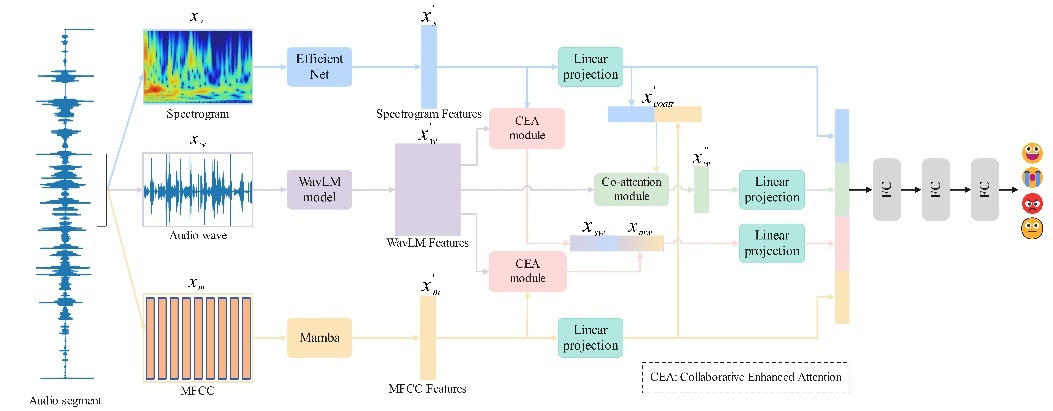 x_s
Spectrogram
Efficient
Net
x'_s
Spectrogram Features
Linear
projection
x'_coatt
CEA
module
x_w
Audio wave
WavLM
model
x'_w
WavLM Features
Co-attention
module
x''_w
Linear
projection
FC
FC
FC
CEA
module
Linear
projection
x_m
MFCC
Mamba
x'_m
MFCC Features
Linear
projection
CEA: Collaborative Enhanced Attention
Audio segment